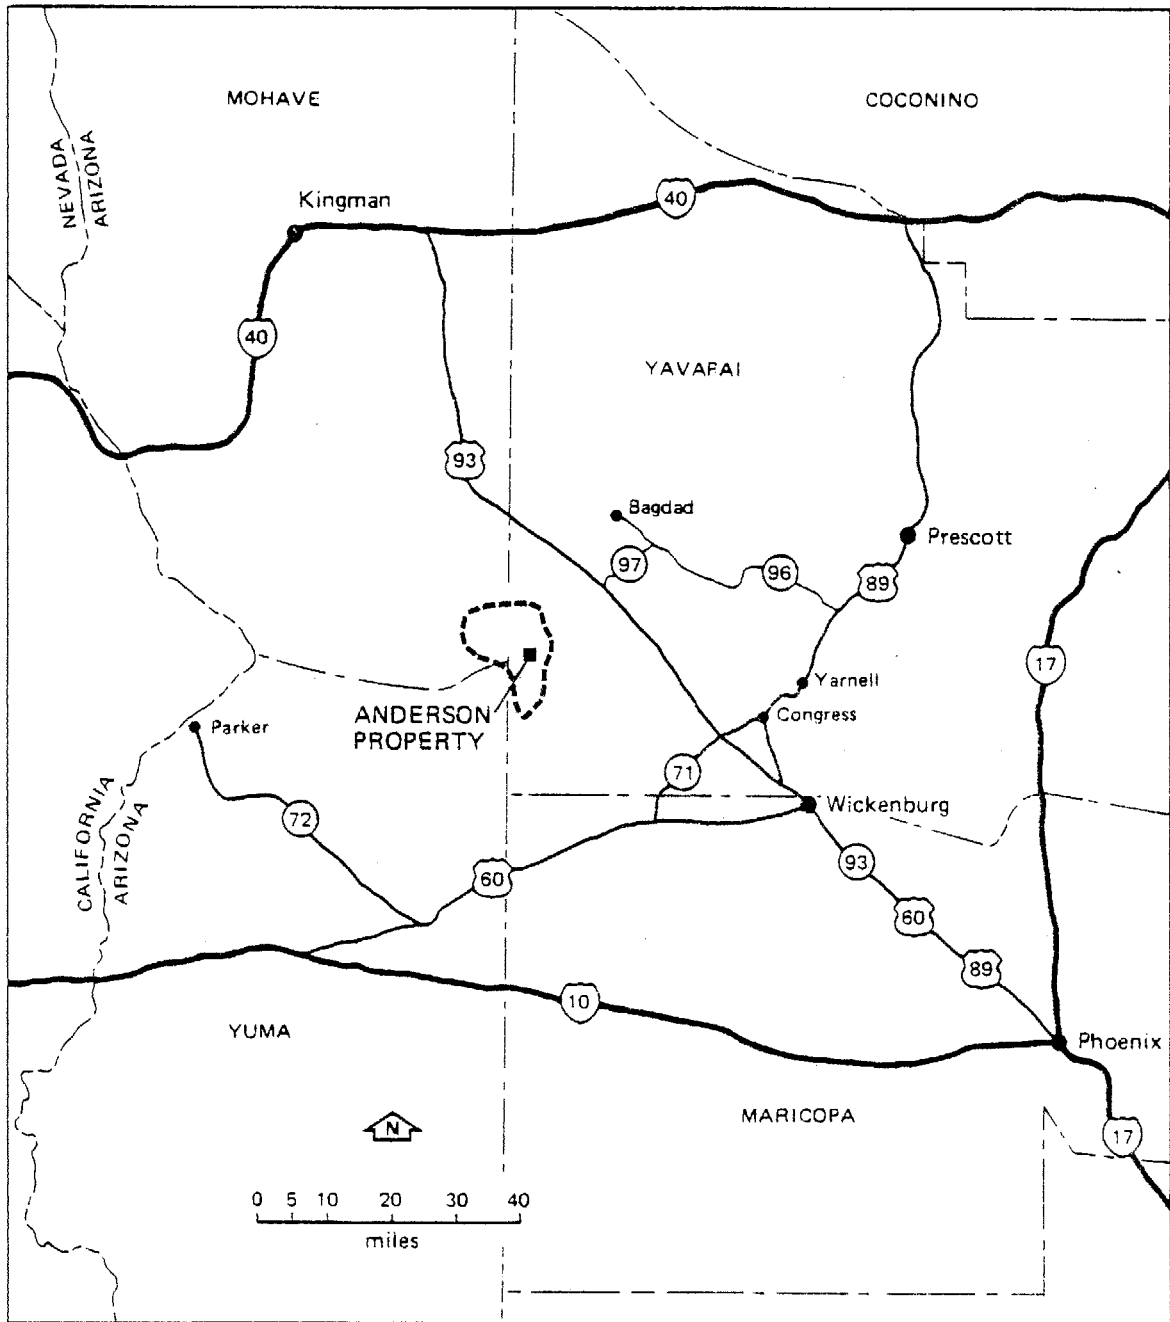 MOHAVE
COCONINO
NEVADA
ARIZONA
Kingman
40
40
YAVAPAI
93
Bagdad
Prescott
97
96
89
17
Yarnell
Congress
ANDERSON
PROPERTY
Parker
71
Wickenburg
72
CALIFORNIA
ARIZONA
60
93
60
89
10
YUMA
Phoenix
MARICOPA
N
17
0 5 10 20 30 40
miles